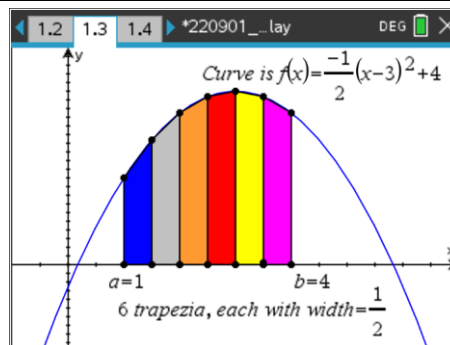 1.2 1.3 1.4 *220901_...lay DEG
y
Curve is f(x)=-1/2(x-3)²+4
x
a=1 b=4
6 trapezia, each with width=1/2